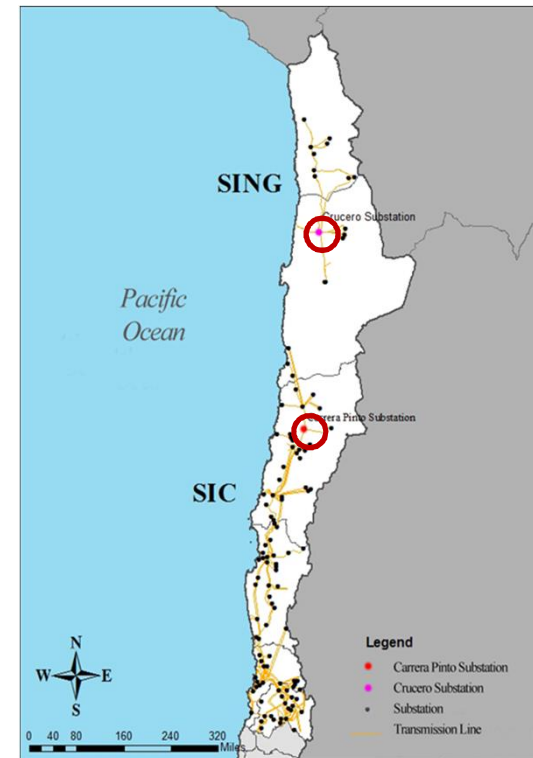 SING
Crucero Substation
Pacific
Ocean
Carrera Pinto Substation
SIC
N
W E
S
Legend
Carrera Pinto Substation
Crucero Substation
Substation
Transmission Line
0 40 80 160 240 320
Miles